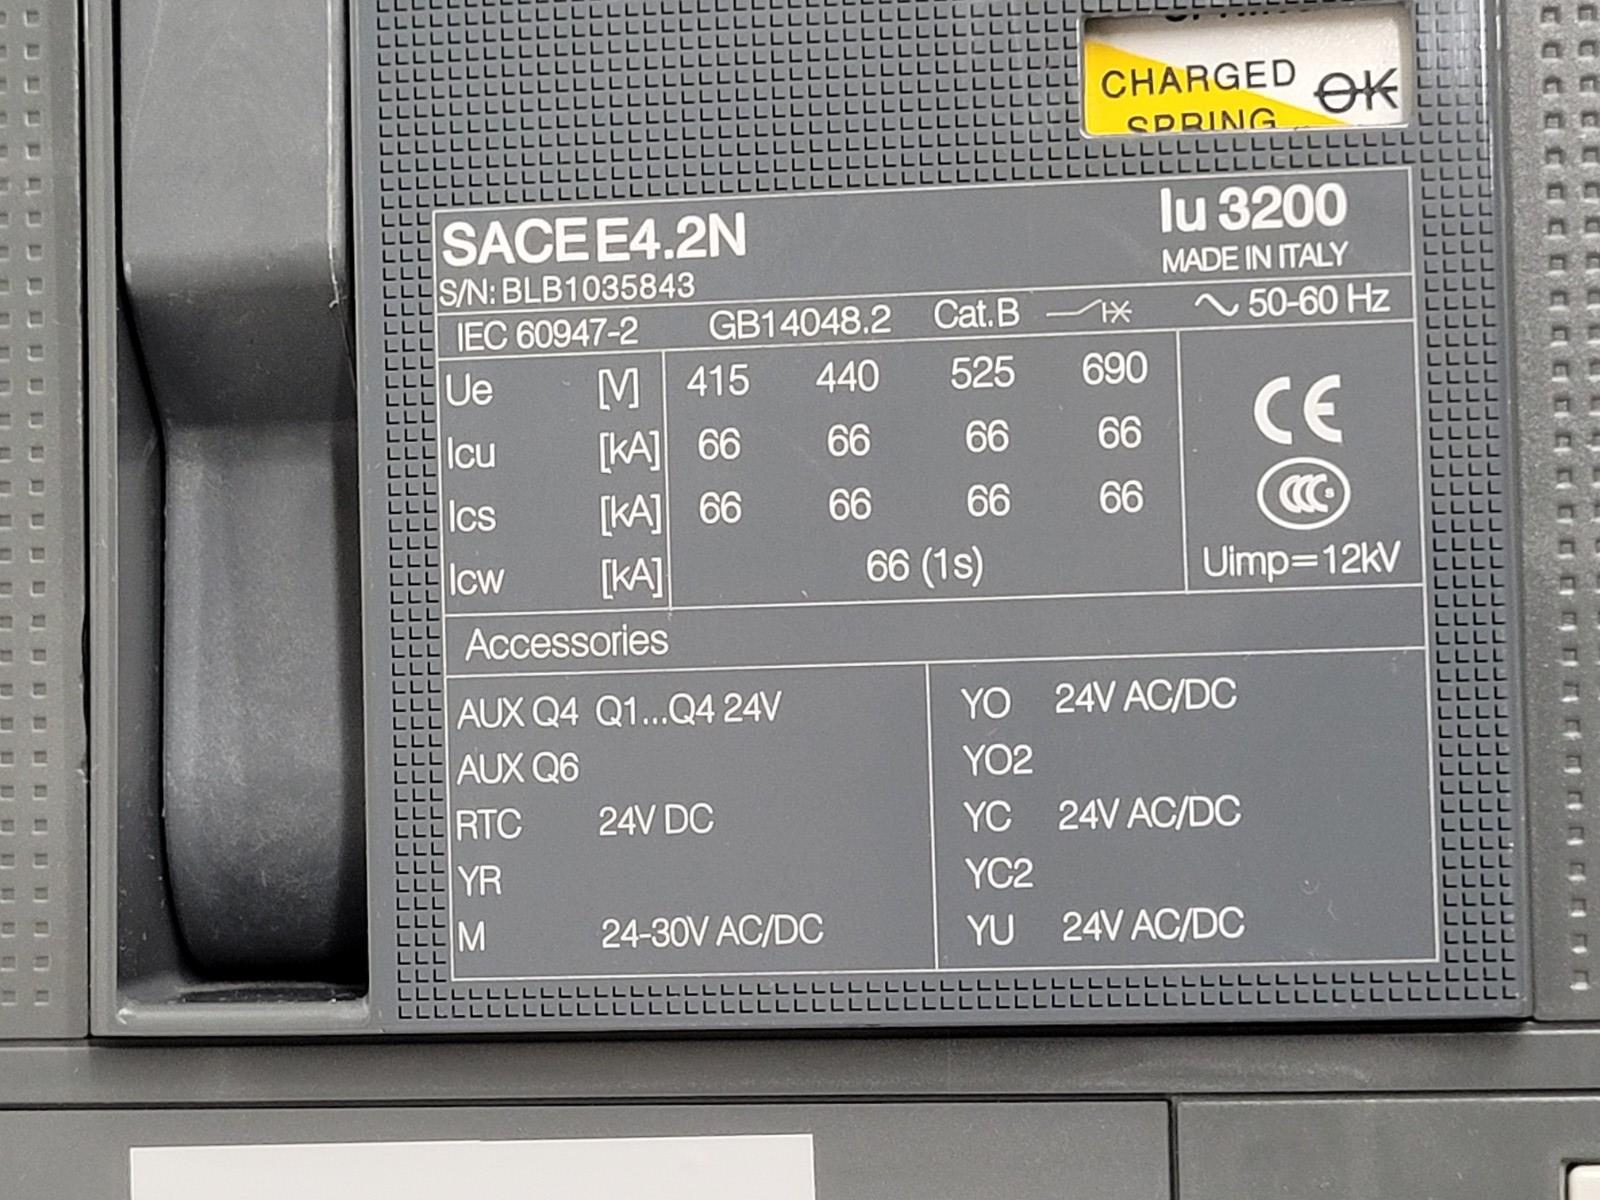 CHARGED OK
SPRING
SACE E4.2N Iu 3200
S/N: BLB1035843 MADE IN ITALY
IEC 60947-2 GB14048.2 Cat.B ~ 50-60 Hz
Ue [V] 415 440 525 690
Icu [kA] 66 66 66 66
Ics [kA] 66 66 66 66
Icw [kA] 66 (1s)
CE
CCC
Uimp=12kV
Accessories
AUX Q4 Q1...Q4 24V
AUX Q6
RTC 24V DC
YR
M 24-30V AC/DC
YO 24V AC/DC
YO2
YC 24V AC/DC
YC2
YU 24V AC/DC